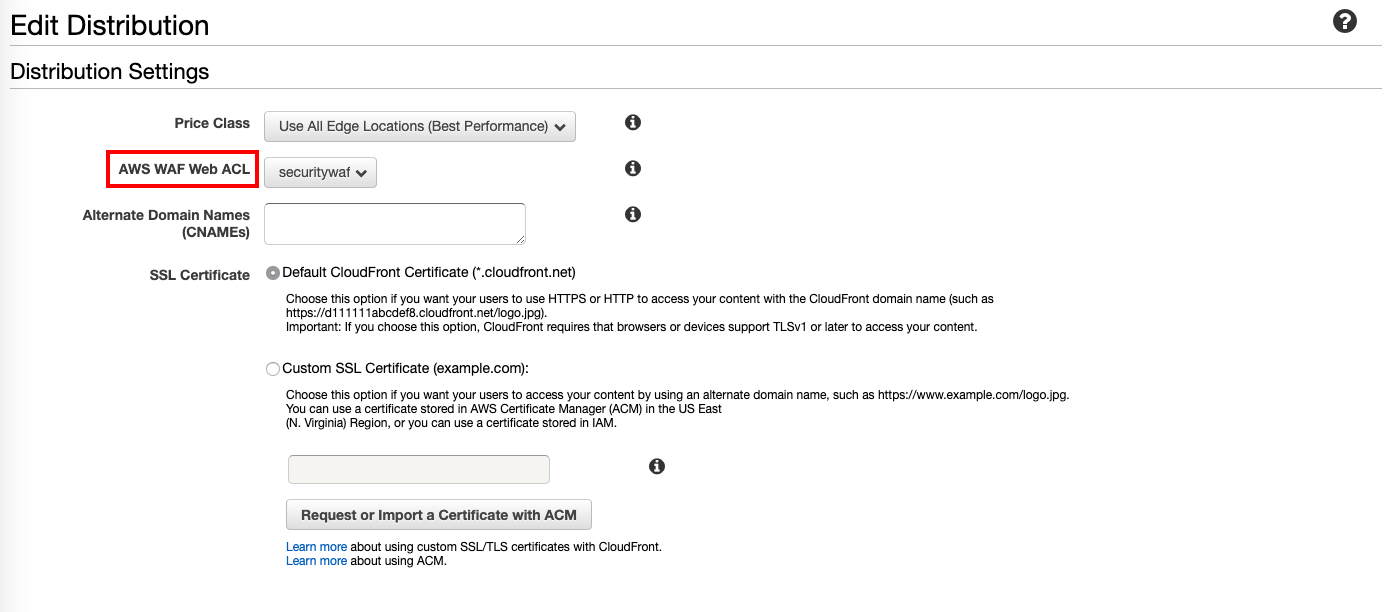 Edit Distribution
Distribution Settings
Price Class
Use All Edge Locations (Best Performance)
AWS WAF Web ACL
securitywaf
Alternate Domain Names
(CNAMEs)
SSL Certificate
Default CloudFront Certificate (*.cloudfront.net)
Choose this option if you want your users to use HTTPS or HTTP to access your content with the CloudFront domain name (such as
https://d111111abcdef8.cloudfront.net/logo.jpg).
Important: If you choose this option, CloudFront requires that browsers or devices support TLSv1 or later to access your content.
Custom SSL Certificate (example.com):
Choose this option if you want your users to access your content by using an alternate domain name, such as https://www.example.com/logo.jpg.
You can use a certificate stored in AWS Certificate Manager (ACM) in the US East
(N. Virginia) Region, or you can use a certificate stored in IAM.
Request or Import a Certificate with ACM
Learn more about using custom SSL/TLS certificates with CloudFront.
Learn more about using ACM.